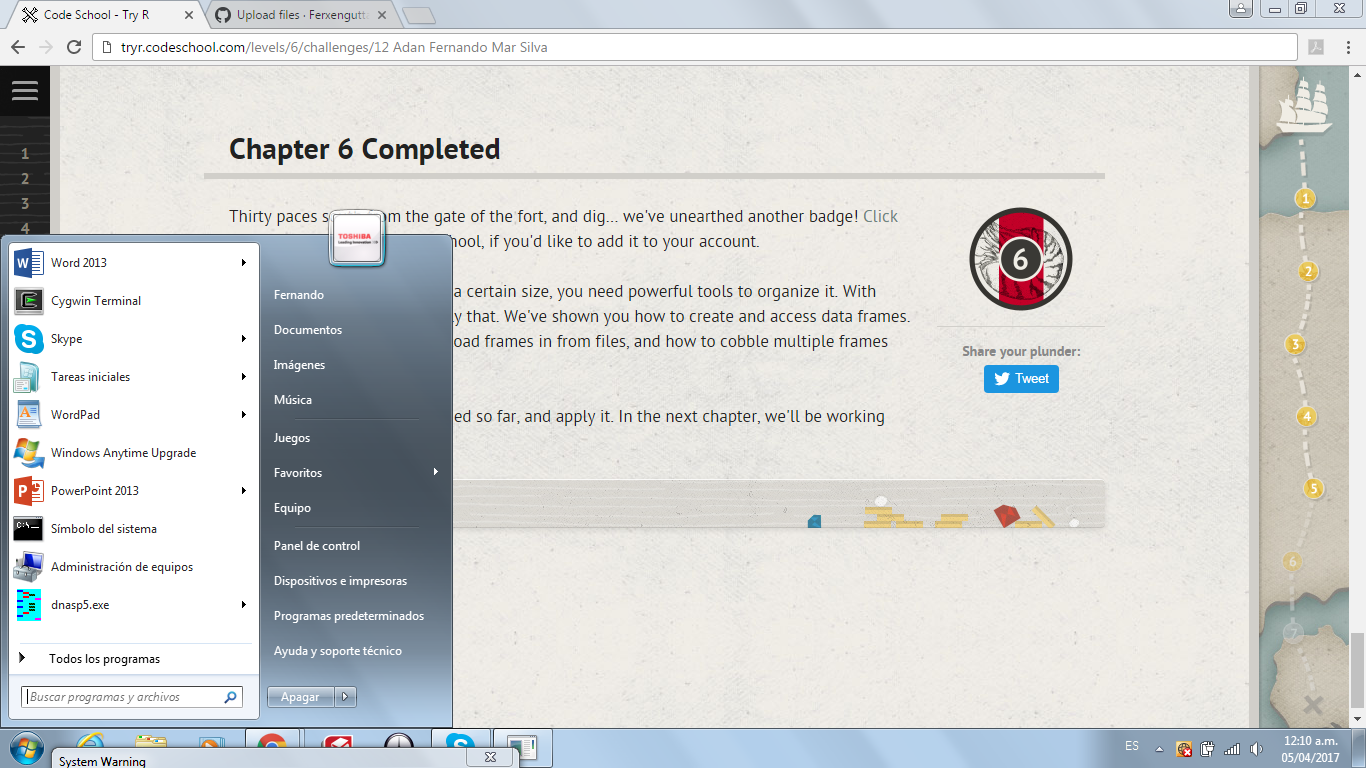 Code School - Try R
Upload files · Ferxengutta
tryr.codeschool.com/levels/6/challenges/12 Adan Fernando Mar Silva
1
2
3
4
Chapter 6 Completed
Thirty paces om the gate of the fort, and dig... we've unearthed another badge! Click
hool, if you'd like to add it to your account.
a certain size, you need powerful tools to organize it. With
y that. We've shown you how to create and access data frames.
oad frames in from files, and how to cobble multiple frames
ed so far, and apply it. In the next chapter, we'll be working
6
Share your plunder:
Tweet
1
2
3
4
5
6
7
TOSHIBA
Leading Innovation
Word 2013
Cygwin Terminal
Skype
Tareas iniciales
WordPad
Windows Anytime Upgrade
PowerPoint 2013
Símbolo del sistema
Administración de equipos
dnasp5.exe
Todos los programas
Buscar programas y archivos
Fernando
Documentos
Imágenes
Música
Juegos
Favoritos
Equipo
Panel de control
Dispositivos e impresoras
Programas predeterminados
Ayuda y soporte técnico
Apagar
System Warning
ES
12:10 a.m.
05/04/2017